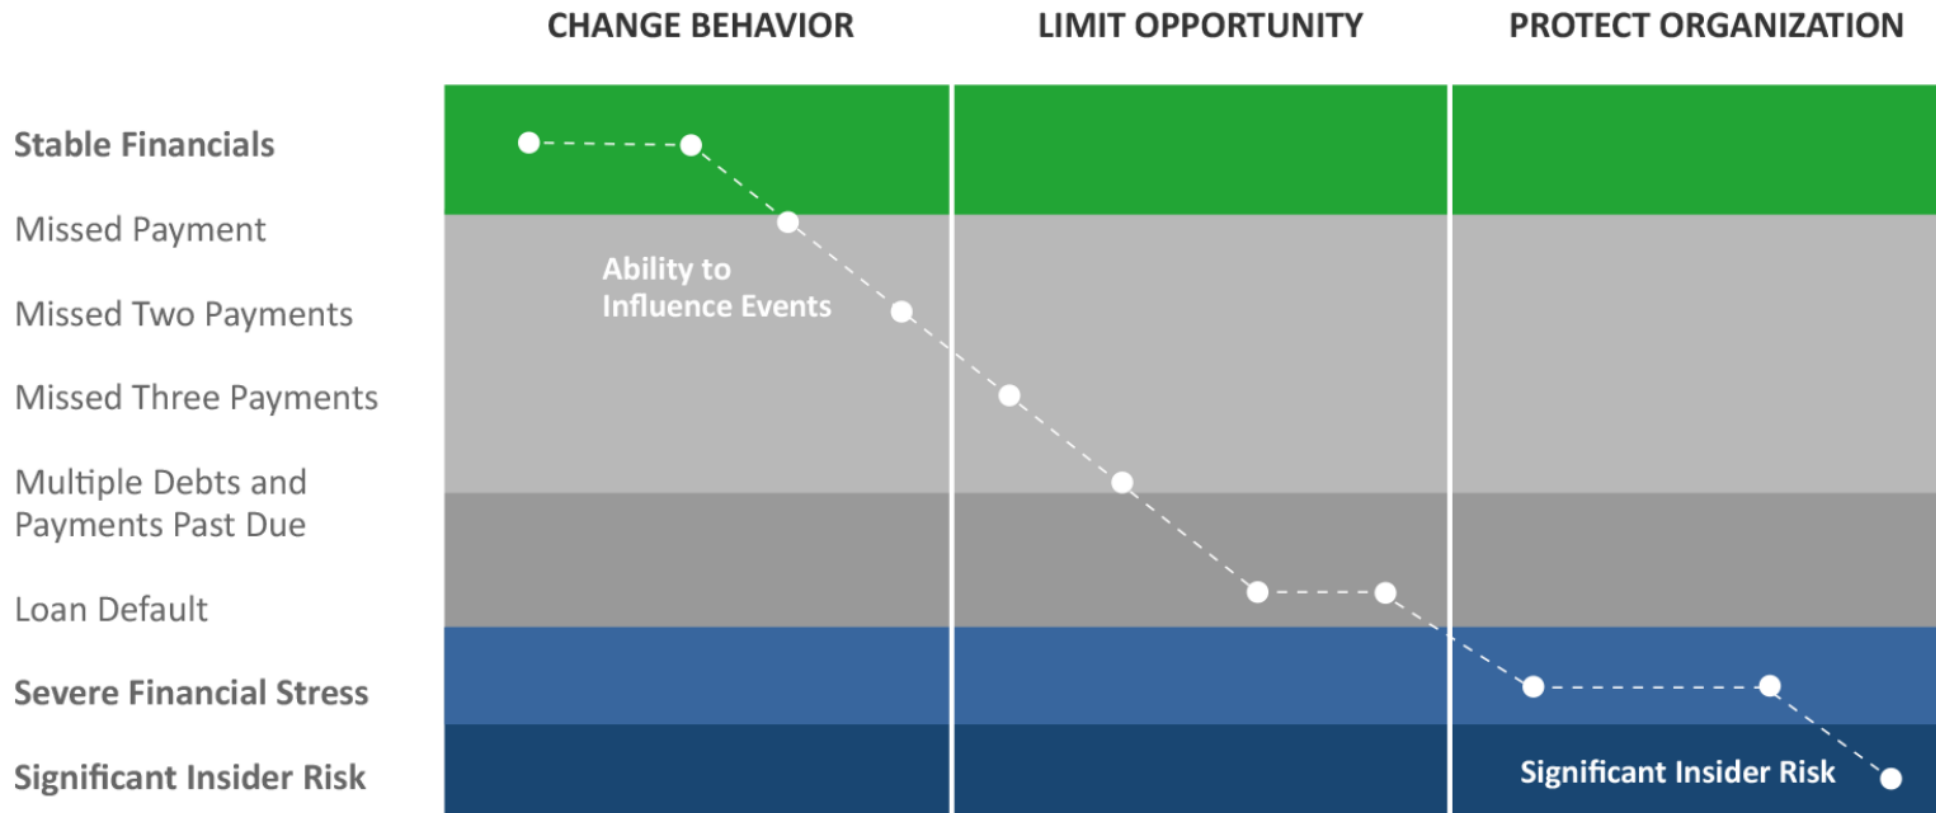 CHANGE BEHAVIOR
LIMIT OPPORTUNITY
PROTECT ORGANIZATION
Stable Financials
Missed Payment
Missed Two Payments
Missed Three Payments
Multiple Debts and
Payments Past Due
Loan Default
Severe Financial Stress
Significant Insider Risk
Ability to
Influence Events
Significant Insider Risk